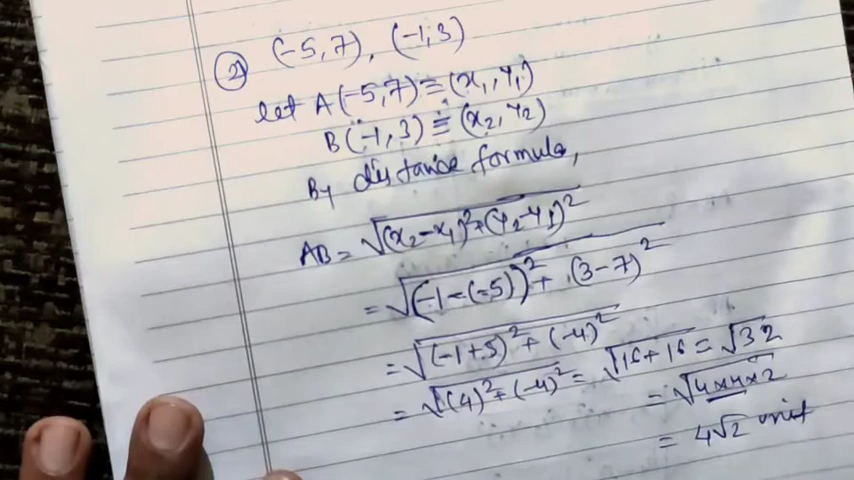 ② (-5,7), (-1,3)
let A(-5,7) ≡ (x₁, y₁)
B(-1, 3) ≡ (x₂, y₂)
By distance formula,
AB = √(x₂-x₁)²+(y₂-y₁)²
= √(-1-(-5))² + (3-7)²
= √(-1+5)² + (-4)²
= √(4)²+(-4)² = √16+16 = √32
= √4×4×2
= 4√2 unit